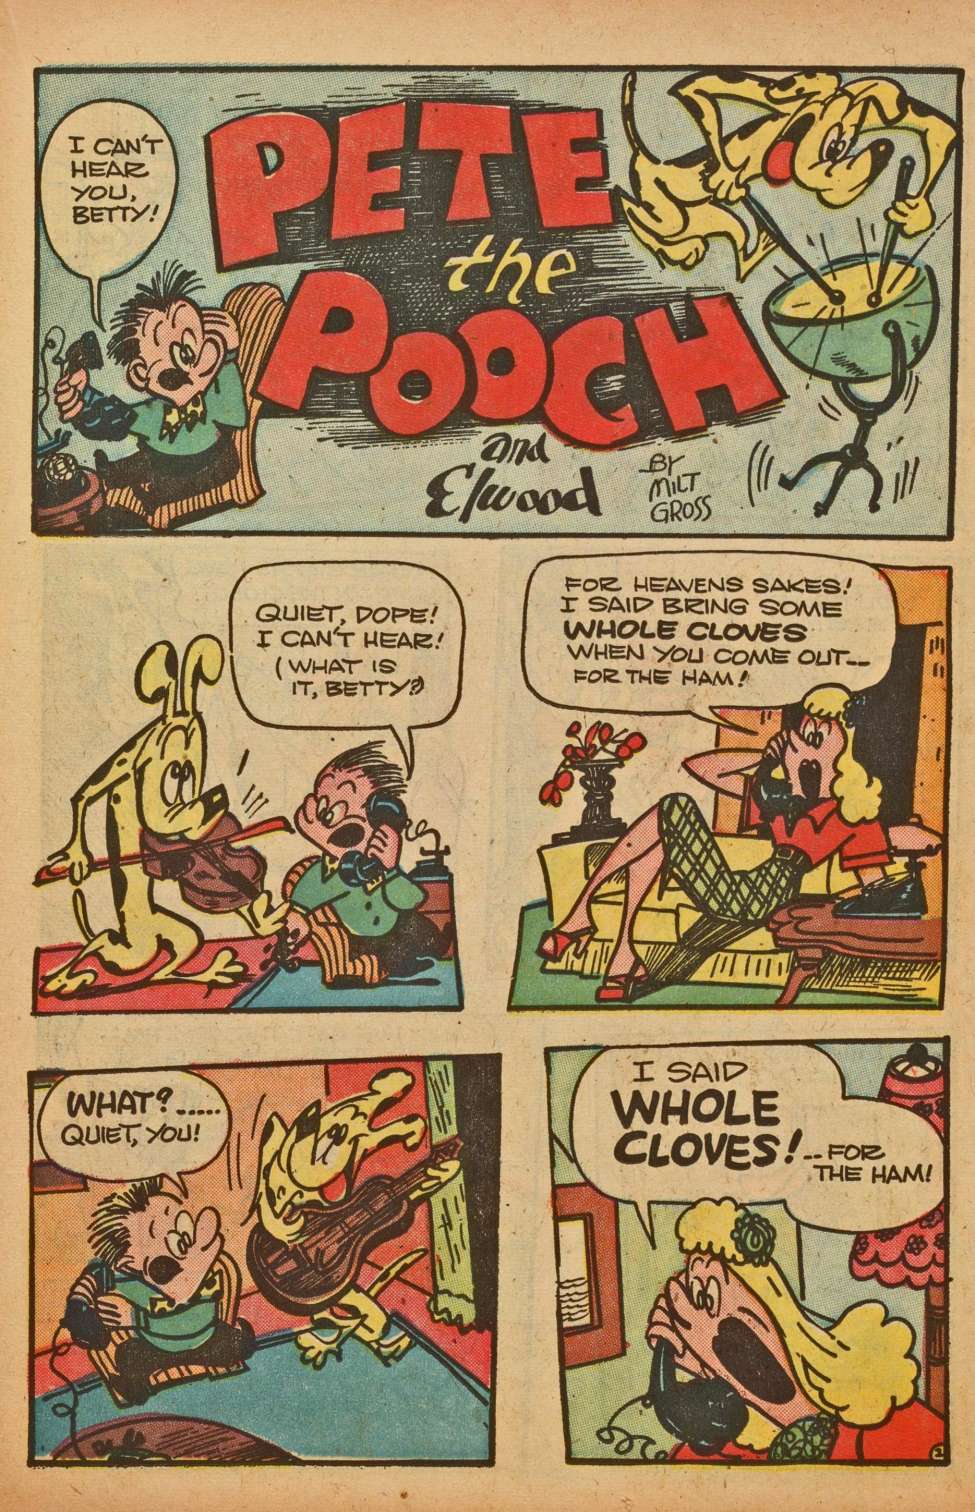 I CAN'T
HEAR
YOU,
BETTY!
PETE
the
POOCH
and
Elwood
BY
MILT
GROSS
QUIET, DOPE!
I CAN'T HEAR!
(WHAT IS
IT, BETTY?)
FOR HEAVENS SAKES!
I SAID BRING SOME
WHOLE CLOVES
WHEN YOU COME OUT--
FOR THE HAM!
WHAT?.....
QUIET, YOU!
I SAID
WHOLE
CLOVES!--FOR
THE HAM!
1